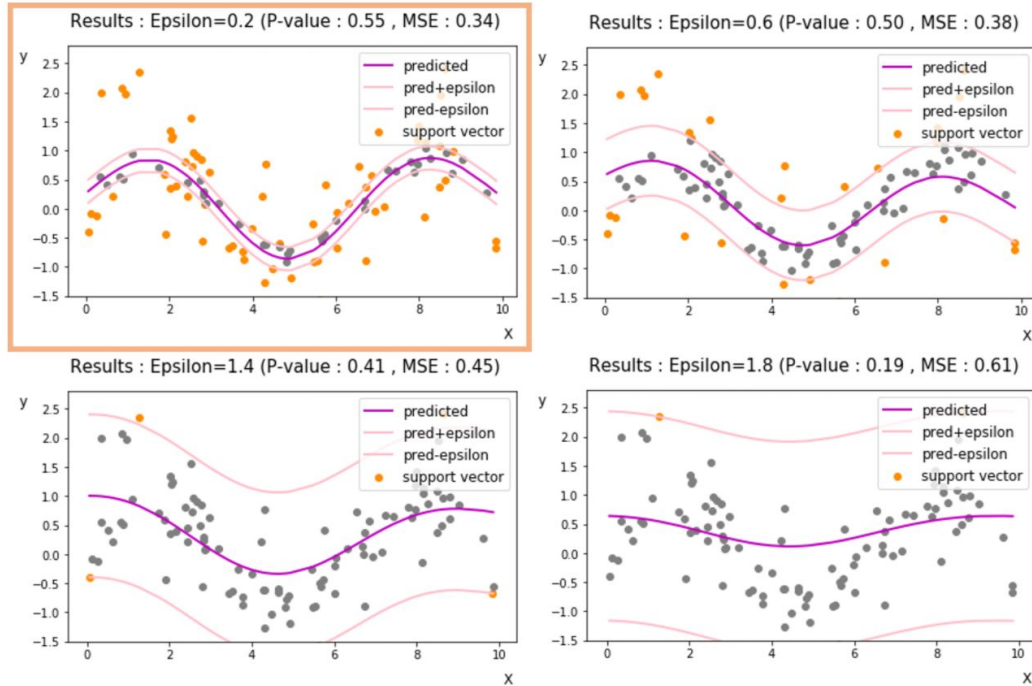 Results : Epsilon=0.2 (P-value : 0.55 , MSE : 0.34)
y
2.5
2.0
1.5
1.0
0.5
0.0
−0.5
−1.0
−1.5
0
2
4
6
8
10
X
predicted
pred+epsilon
pred-epsilon
support vector
Results : Epsilon=0.6 (P-value : 0.50 , MSE : 0.38)
y
2.5
2.0
1.5
1.0
0.5
0.0
−0.5
−1.0
−1.5
0
2
4
6
8
10
X
predicted
pred+epsilon
pred-epsilon
support vector
Results : Epsilon=1.4 (P-value : 0.41 , MSE : 0.45)
y
2.5
2.0
1.5
1.0
0.5
0.0
−0.5
−1.0
−1.5
0
2
4
6
8
10
X
predicted
pred+epsilon
pred-epsilon
support vector
Results : Epsilon=1.8 (P-value : 0.19 , MSE : 0.61)
y
2.5
2.0
1.5
1.0
0.5
0.0
−0.5
−1.0
−1.5
0
2
4
6
8
10
X
predicted
pred+epsilon
pred-epsilon
support vector